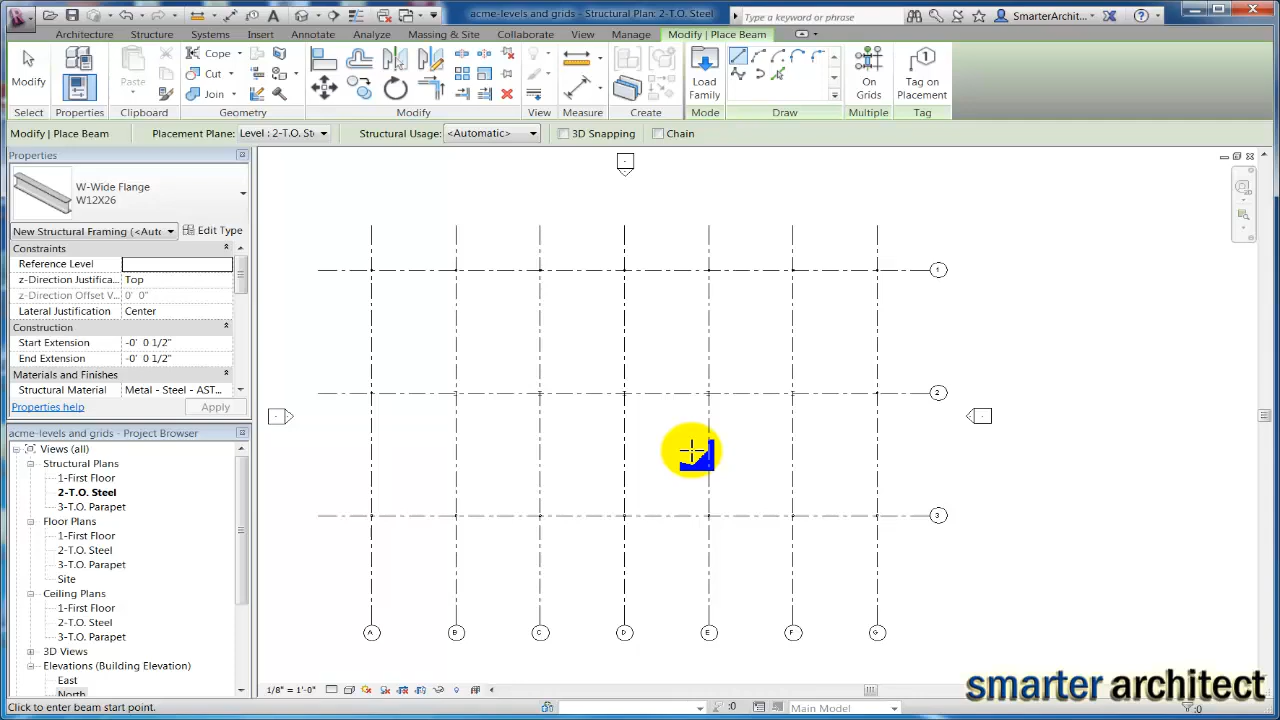 acme-levels and grids - Structural Plan: 2-T.O. Steel
Type a keyword or phrase
SmarterArchit...
Architecture
Structure
Systems
Insert
Annotate
Analyze
Massing & Site
Collaborate
View
Manage
Modify | Place Beam
Modify
Paste
Cope
Cut
Join
Load
Family
On
Grids
Tag on
Placement
Select
Properties
Clipboard
Geometry
Modify
View
Measure
Create
Mode
Draw
Multiple
Tag
Modify | Place Beam
Placement Plane: Level : 2-T.O. St
Structural Usage: <Automatic>
3D Snapping
Chain
Properties
W-Wide Flange
W12X26
New Structural Framing (<Auto
Edit Type
Constraints
Reference Level
z-Direction Justifica... Top
z-Direction Offset V... 0' 0"
Lateral Justification Center
Construction
Start Extension -0' 0 1/2"
End Extension -0' 0 1/2"
Materials and Finishes
Structural Material Metal - Steel - AST...
Properties help
Apply
acme-levels and grids - Project Browser
Views (all)
Structural Plans
1-First Floor
2-T.O. Steel
3-T.O. Parapet
Floor Plans
1-First Floor
2-T.O. Steel
3-T.O. Parapet
Site
Ceiling Plans
1-First Floor
2-T.O. Steel
3-T.O. Parapet
3D Views
Elevations (Building Elevation)
East
North
1
2
3
A B C D E F G
1/8" = 1'-0"
smarter architect
Click to enter beam start point.
:0
Main Model
:0